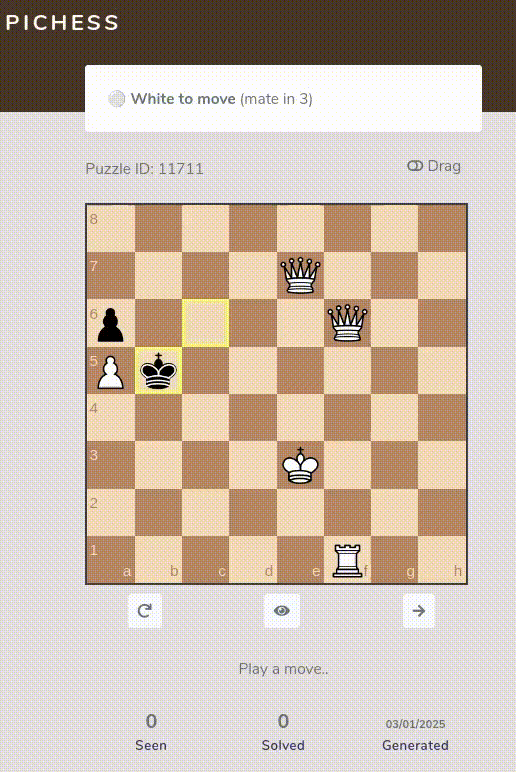 PICHESS
White to move (mate in 3)
Puzzle ID: 11711
Drag
8
7
6
5
4
3
2
1
a b c d e f g h
Play a move..
0 0 03/01/2025
Seen Solved Generated